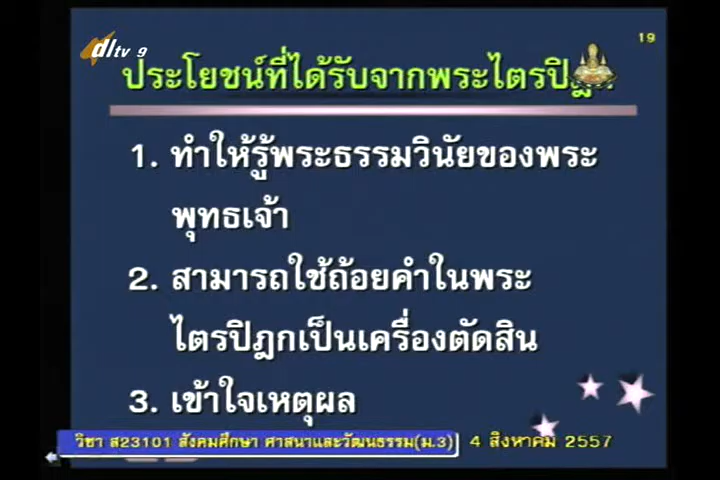 dltv 9
19
ประโยชน์ที่ได้รับจากพระไตรปิฎก
1. ทำให้รู้พระธรรมวินัยของพระ
พุทธเจ้า
2. สามารถใช้ถ้อยคำในพระ
ไตรปิฎกเป็นเครื่องตัดสิน
3. เข้าใจเหตุผล
วิชา ส23101 สังคมศึกษา ศาสนาและวัฒนธรรม(ม.3) 4 สิงหาคม 2557